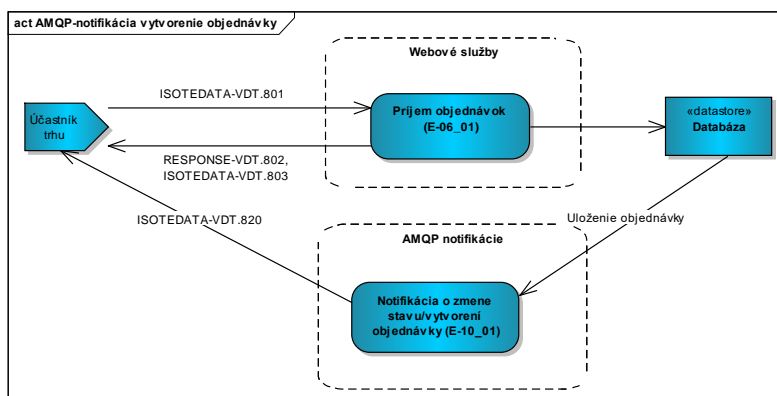 act AMQP-notifikácia vytvorenie objednávky
Webové služby
ISOTEDATA-VDT.801
Účastník
trhu
Príjem objednávok
(E-06_01)
«datastore»
Databáza
RESPONSE-VDT.802,
ISOTEDATA-VDT.803
ISOTEDATA-VDT.820
Uloženie objednávky
AMQP notifikácie
Notifikácia o zmene
stavu/vytvorení
objednávky (E-10_01)